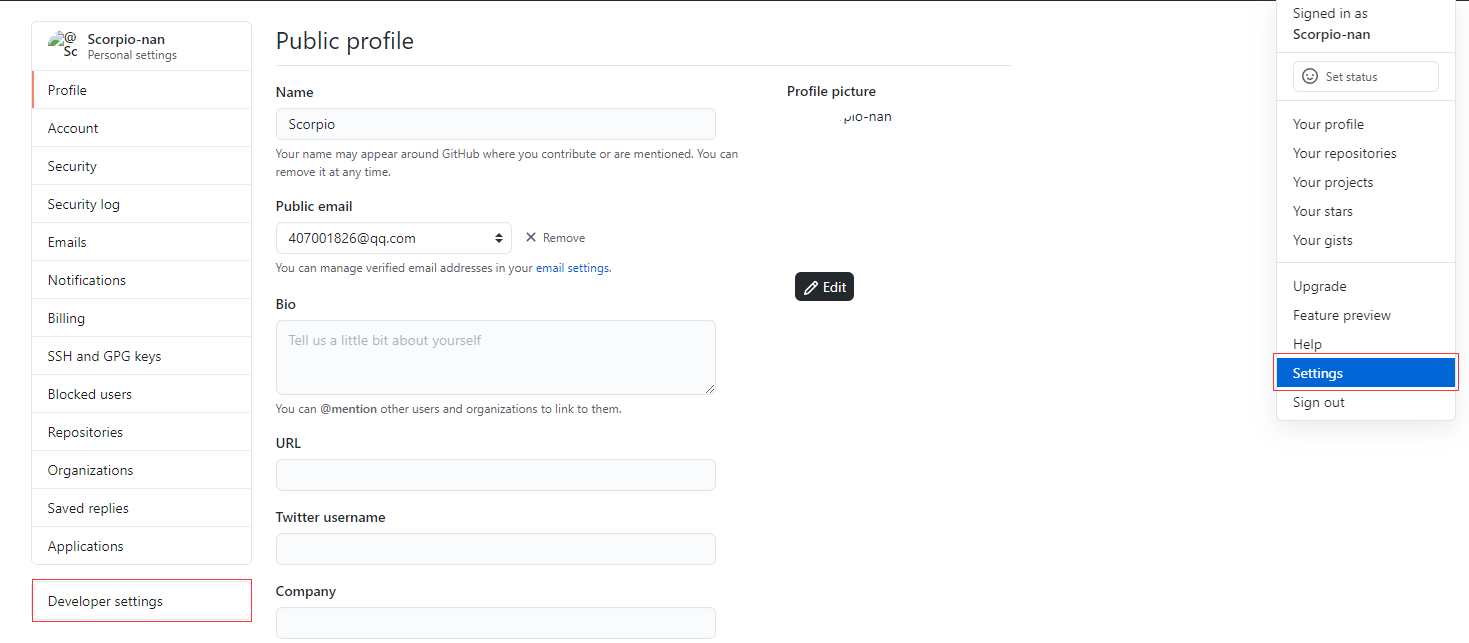 @
Sc
Scorpio-nan
Personal settings
Profile
Account
Security
Security log
Emails
Notifications
Billing
SSH and GPG keys
Blocked users
Repositories
Organizations
Saved replies
Applications
Developer settings
Public profile
Name
Scorpio
Your name may appear around GitHub where you contribute or are mentioned. You can
remove it at any time.
Public email
407001826@qq.com
Remove
You can manage verified email addresses in your email settings.
Bio
Tell us a little bit about yourself
You can @mention other users and organizations to link to them.
URL
Twitter username
Company
Profile picture
pio-nan
Edit
Signed in as
Scorpio-nan
Set status
Your profile
Your repositories
Your projects
Your stars
Your gists
Upgrade
Feature preview
Help
Settings
Sign out